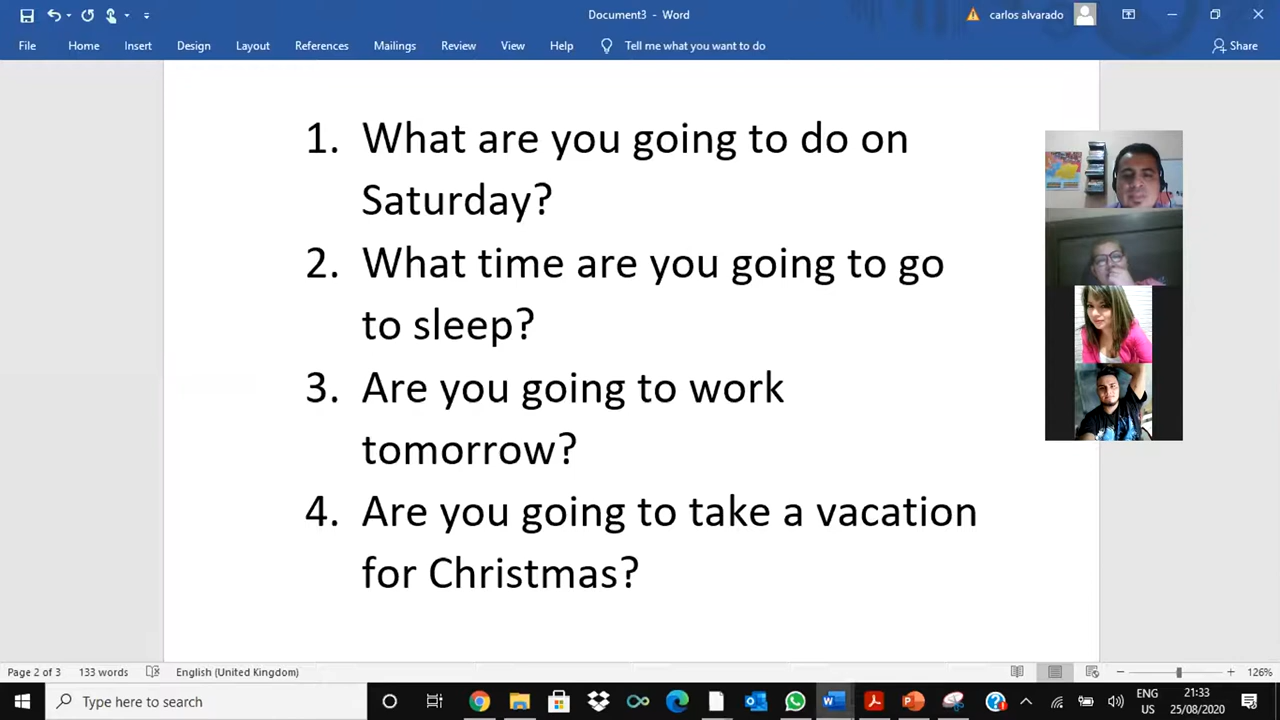 Document3 - Word
carlos alvarado
File Home Insert Design Layout References Mailings Review View Help Tell me what you want to do Share
1. What are you going to do on
Saturday?
2. What time are you going to go
to sleep?
3. Are you going to work
tomorrow?
4. Are you going to take a vacation
for Christmas?
Page 2 of 3 133 words English (United Kingdom) 126%
Type here to search
ENG 21:33
US 25/08/2020